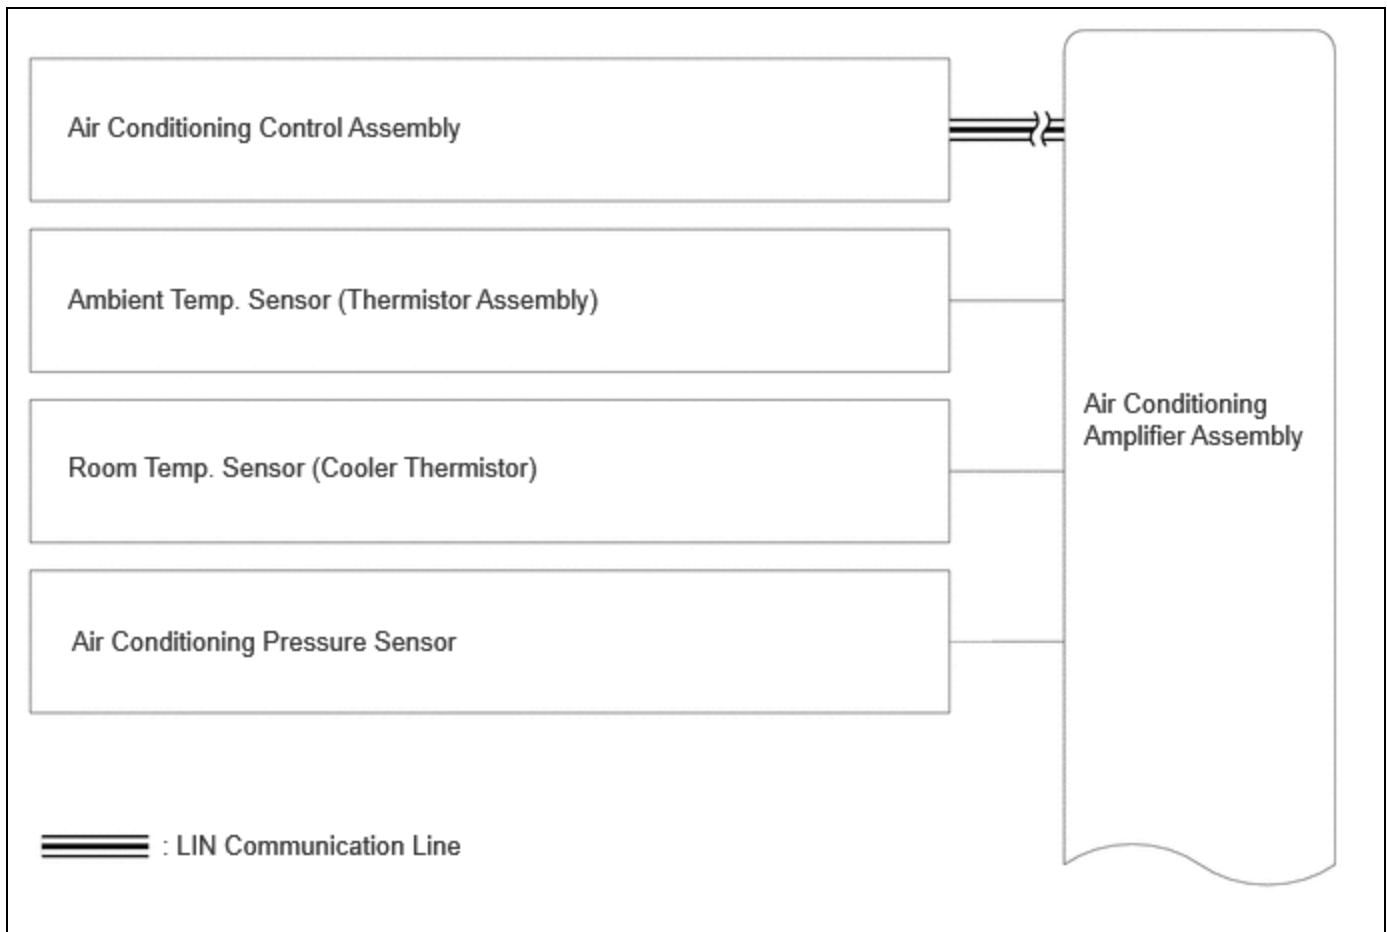 Air Conditioning Control Assembly
Ambient Temp. Sensor (Thermistor Assembly)
Room Temp. Sensor (Cooler Thermistor)
Air Conditioning Pressure Sensor
Air Conditioning
Amplifier Assembly
: LIN Communication Line